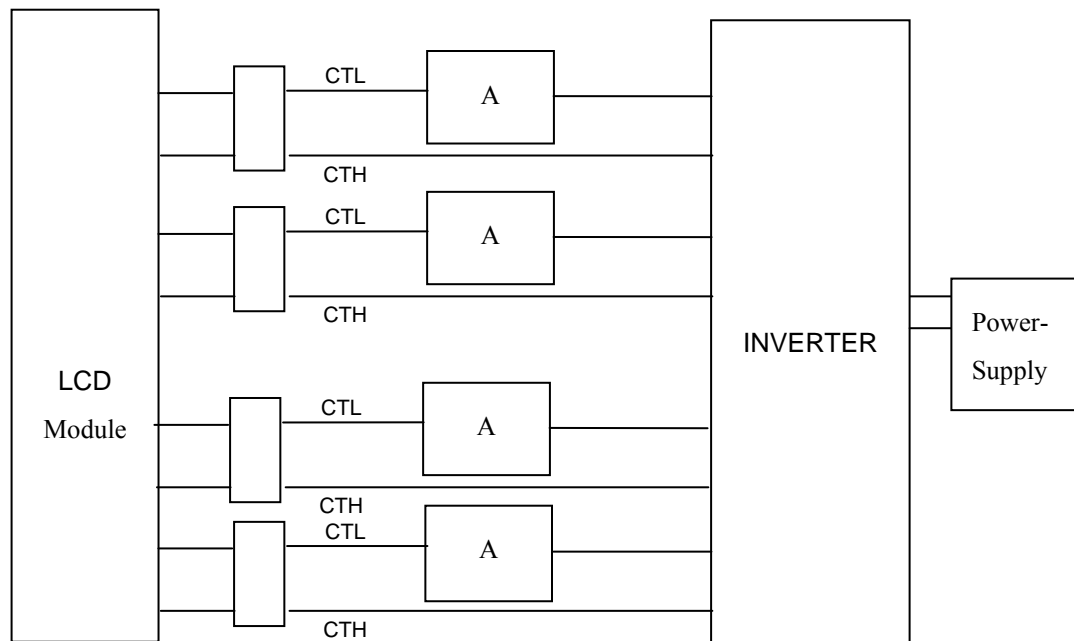 CTL
A
CTH
CTL
A
CTH
LCD
Module
CTL
A
CTH
CTL
A
CTH
INVERTER
Power-
Supply